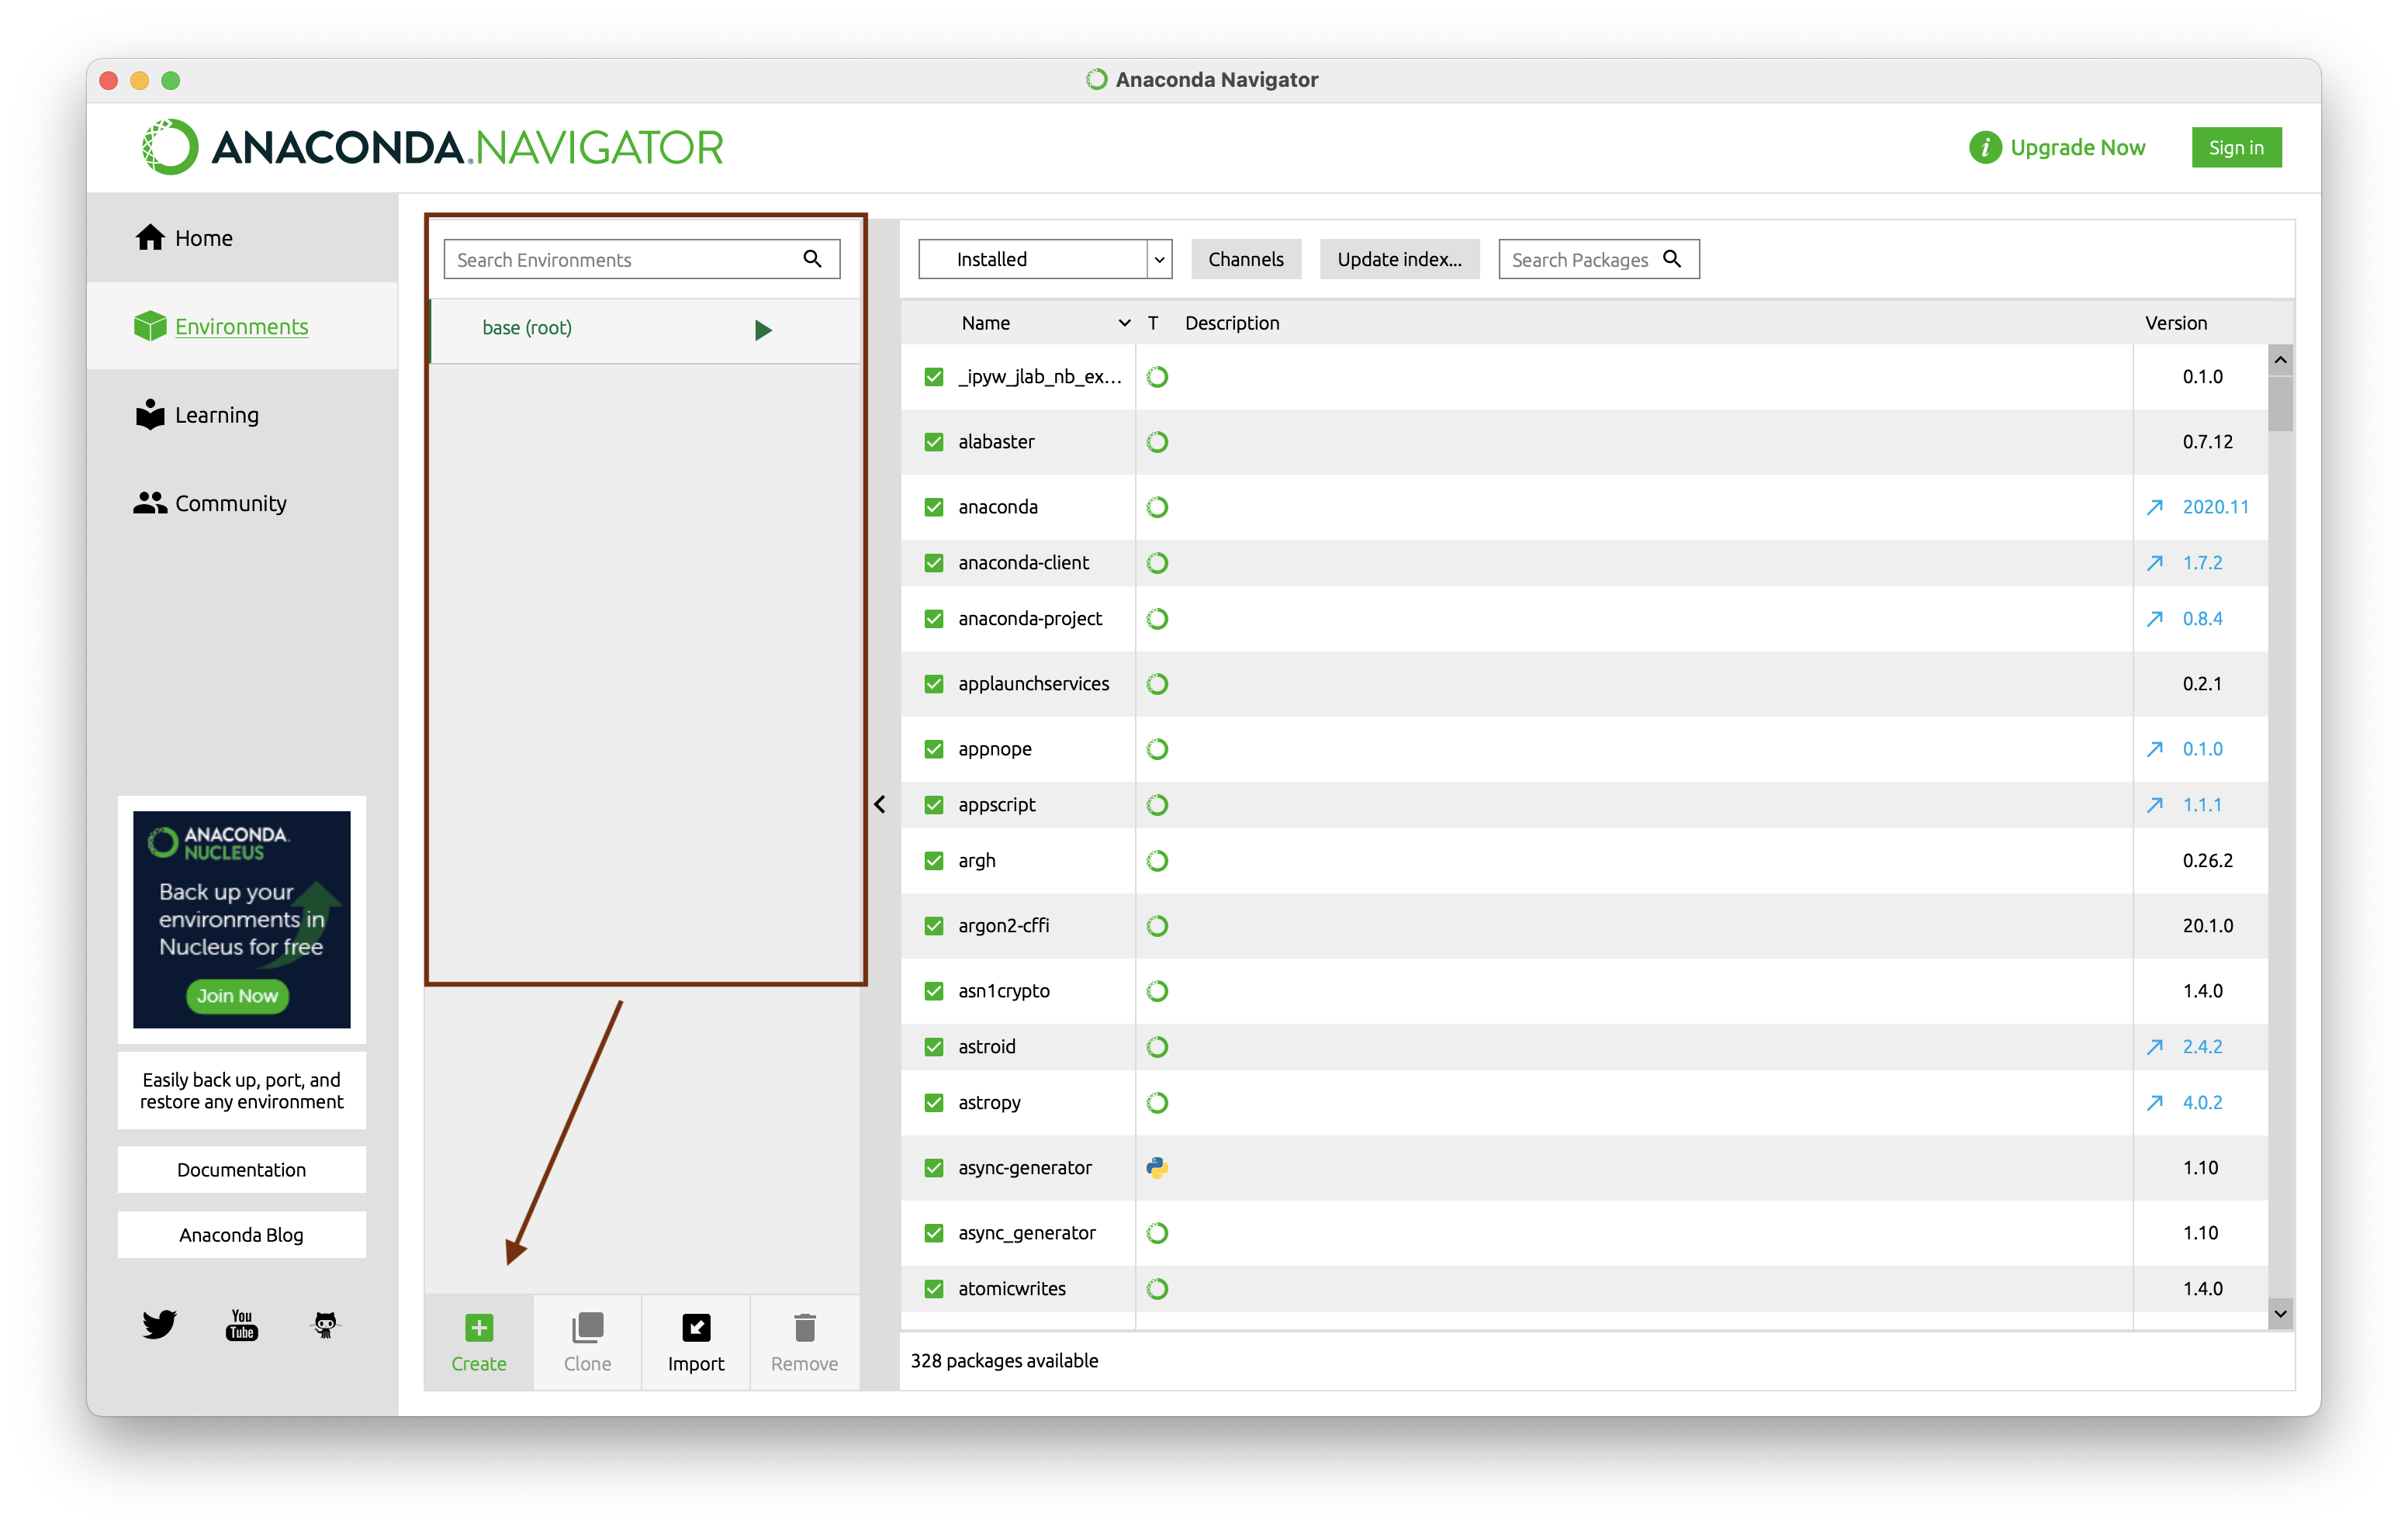 Anaconda Navigator
ANACONDA.NAVIGATOR
Upgrade Now
Sign in
Home
Environments
Learning
Community
ANACONDA.
NUCLEUS
Back up your
environments in
Nucleus for free
Join Now
Easily back up, port, and
restore any environment
Documentation
Anaconda Blog
You
Tube
Search Environments
base (root)
Create
Clone
Import
Remove
Installed
Channels
Update index...
Search Packages
Name T Description Version
_ipyw_jlab_nb_ex... 0.1.0
alabaster 0.7.12
anaconda 2020.11
anaconda-client 1.7.2
anaconda-project 0.8.4
applaunchservices 0.2.1
appnope 0.1.0
appscript 1.1.1
argh 0.26.2
argon2-cffi 20.1.0
asn1crypto 1.4.0
astroid 2.4.2
astropy 4.0.2
async-generator 1.10
async_generator 1.10
atomicwrites 1.4.0
328 packages available